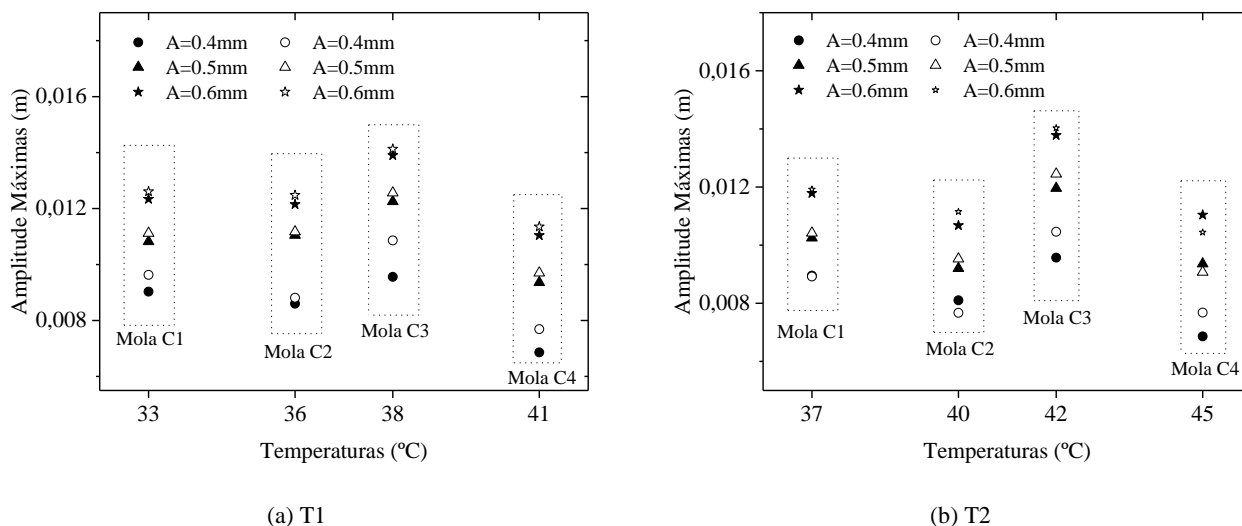 A=0.4mm A=0.4mm
A=0.5mm A=0.5mm
A=0.6mm A=0.6mm
0,016
0,012
0,008
Amplitude Máximas (m)
Mola C1
Mola C2
Mola C3
Mola C4
33 36 38 41
Temperaturas (ºC)
(a) T1
A=0.4mm A=0.4mm
A=0.5mm A=0.5mm
A=0.6mm A=0.6mm
0,016
0,012
0,008
Amplitude Máximas (m)
Mola C1
Mola C2
Mola C3
Mola C4
37 40 42 45
Temperaturas (ºC)
(b) T2